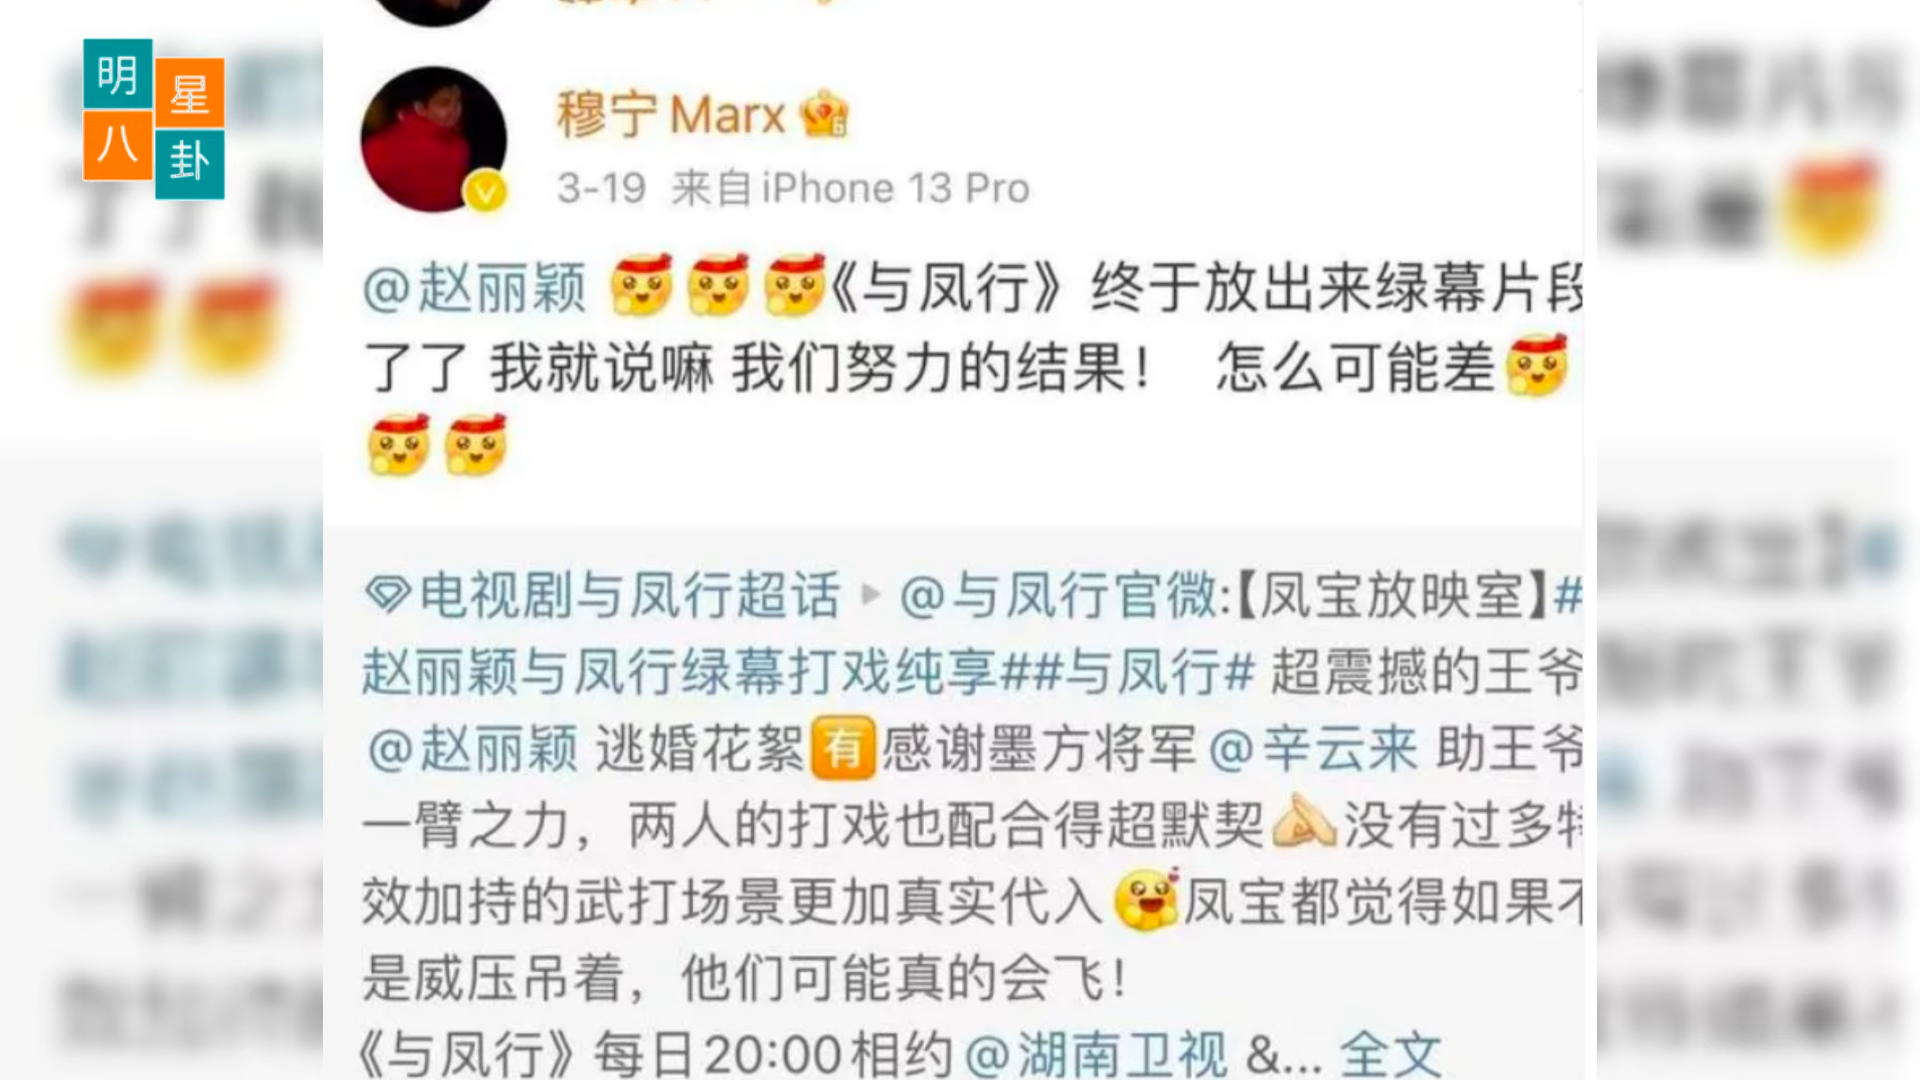 明星
八卦
穆宁Marx
3-19 来自iPhone 13 Pro
@赵丽颖 《与凤行》终于放出来绿幕片段
了了 我就说嘛 我们努力的结果! 怎么可能差
电视剧与凤行超话 @与凤行官微:【凤宝放映室】#
赵丽颖与凤行绿幕打戏纯享##与凤行# 超震撼的王爷
@赵丽颖 逃婚花絮有感谢墨方将军@辛云来 助王爷
一臂之力，两人的打戏也配合得超默契 没有过多特
效加持的武打场景更加真实代入 凤宝都觉得如果不
是威压吊着，他们可能真的会飞！
《与凤行》每日20:00相约@湖南卫视 &... 全文